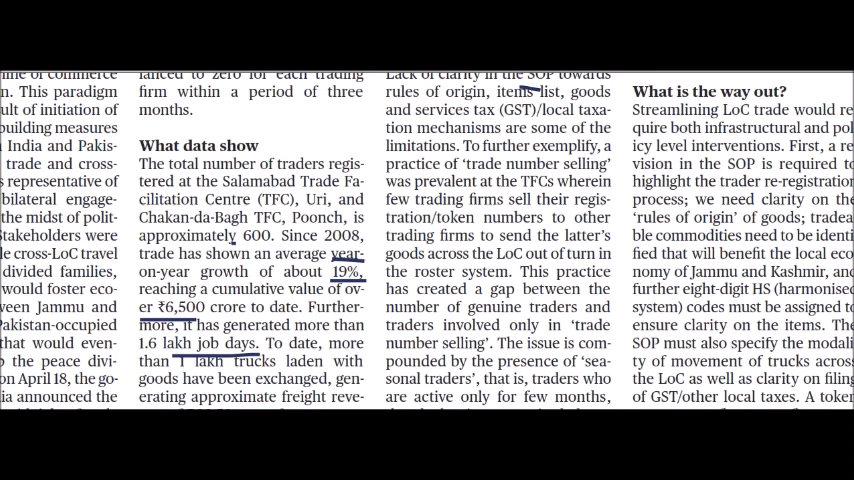 line of commerce
n. This paradigm
ult of initiation of
building measures
India and Pakis-
trade and cross-
s representative of
bilateral engage-
the midst of polit-
Stakeholders were
le cross-LoC travel
divided families,
would foster eco-
ween Jammu and
Pakistan-occupied
that would even-
p the peace divi-
on April 18, the go-
ia announced the
lanced to zero for each trading
firm within a period of three
months.
What data show
The total number of traders regis-
tered at the Salamabad Trade Fa-
cilitation Centre (TFC), Uri, and
Chakan-da-Bagh TFC, Poonch, is
approximately 600. Since 2008,
trade has shown an average year-
on-year growth of about 19%,
reaching a cumulative value of ov-
er ₹6,500 crore to date. Further-
more, it has generated more than
1.6 lakh job days. To date, more
than 1 lakh trucks laden with
goods have been exchanged, gen-
erating approximate freight reve-
Lack of clarity in the SOP towards
rules of origin, items list, goods
and services tax (GST)/local taxa-
tion mechanisms are some of the
limitations. To further exemplify, a
practice of ‘trade number selling’
was prevalent at the TFCs wherein
few trading firms sell their regis-
tration/token numbers to other
trading firms to send the latter’s
goods across the LoC out of turn in
the roster system. This practice
has created a gap between the
number of genuine traders and
traders involved only in ‘trade
number selling’. The issue is com-
pounded by the presence of ‘sea-
sonal traders’, that is, traders who
are active only for few months,
What is the way out?
Streamlining LoC trade would re
quire both infrastructural and pol
icy level interventions. First, a re
vision in the SOP is required to
highlight the trader re-registration
process; we need clarity on the
‘rules of origin’ of goods; tradea
ble commodities need to be identi
fied that will benefit the local eco
nomy of Jammu and Kashmir, and
further eight-digit HS (harmonised
system) codes must be assigned to
ensure clarity on the items. The
SOP must also specify the modali
ty of movement of trucks across
the LoC as well as clarity on filing
of GST/other local taxes. A token